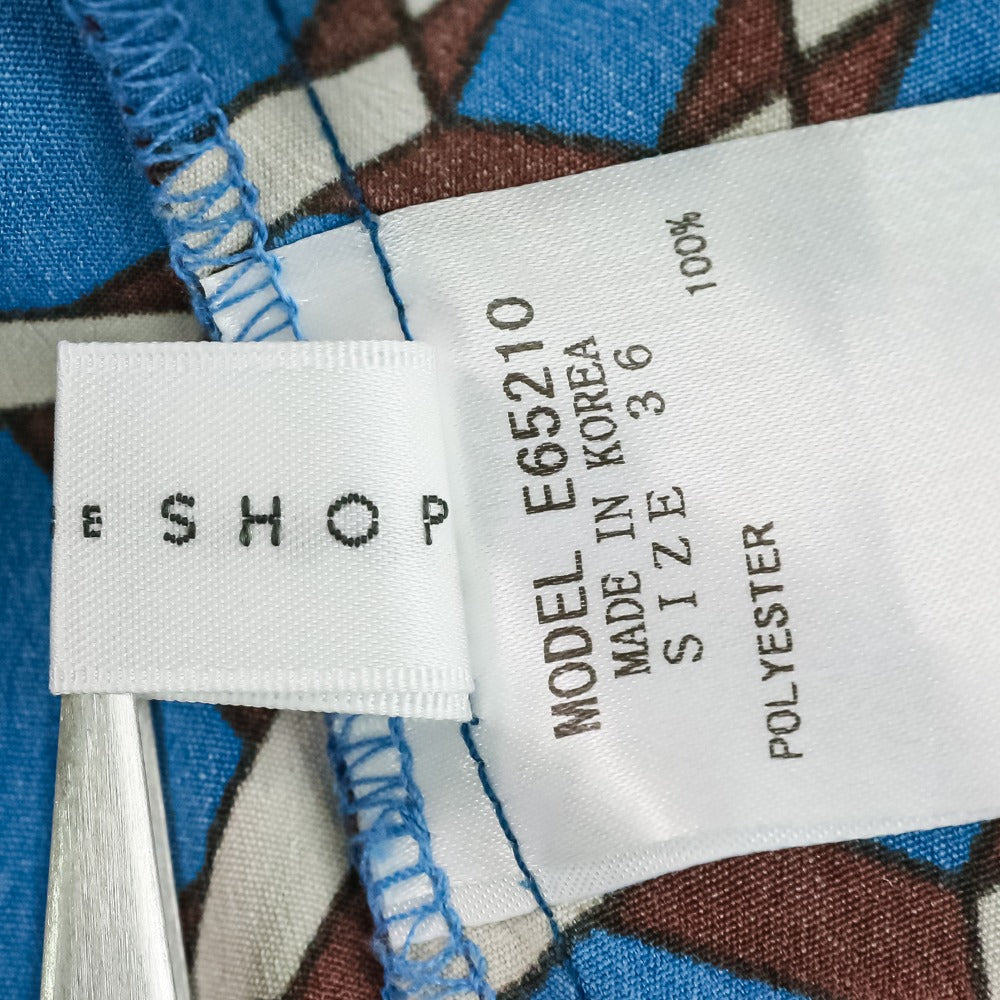 E SHOP
MODEL E65210
MADE IN KOREA
SIZE 36
POLYESTER 100%